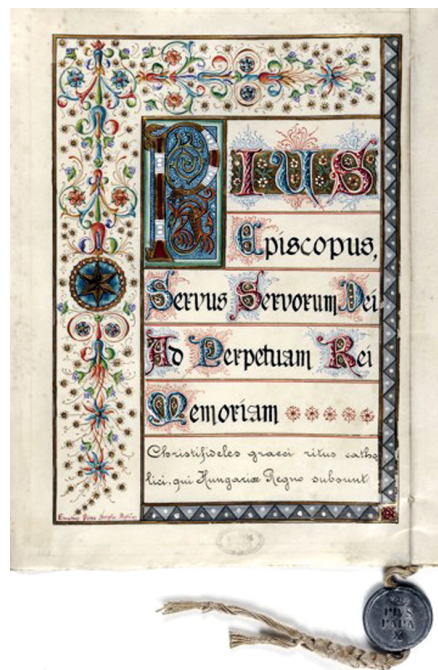 PIUS
Episcopus,
Servus Servorum Dei
Ad Perpetuam Rei
Memoriam
Christifideles graeci ritus catho
lici, qui Hungariae Regno subsunt
PIVS
PAPA
X